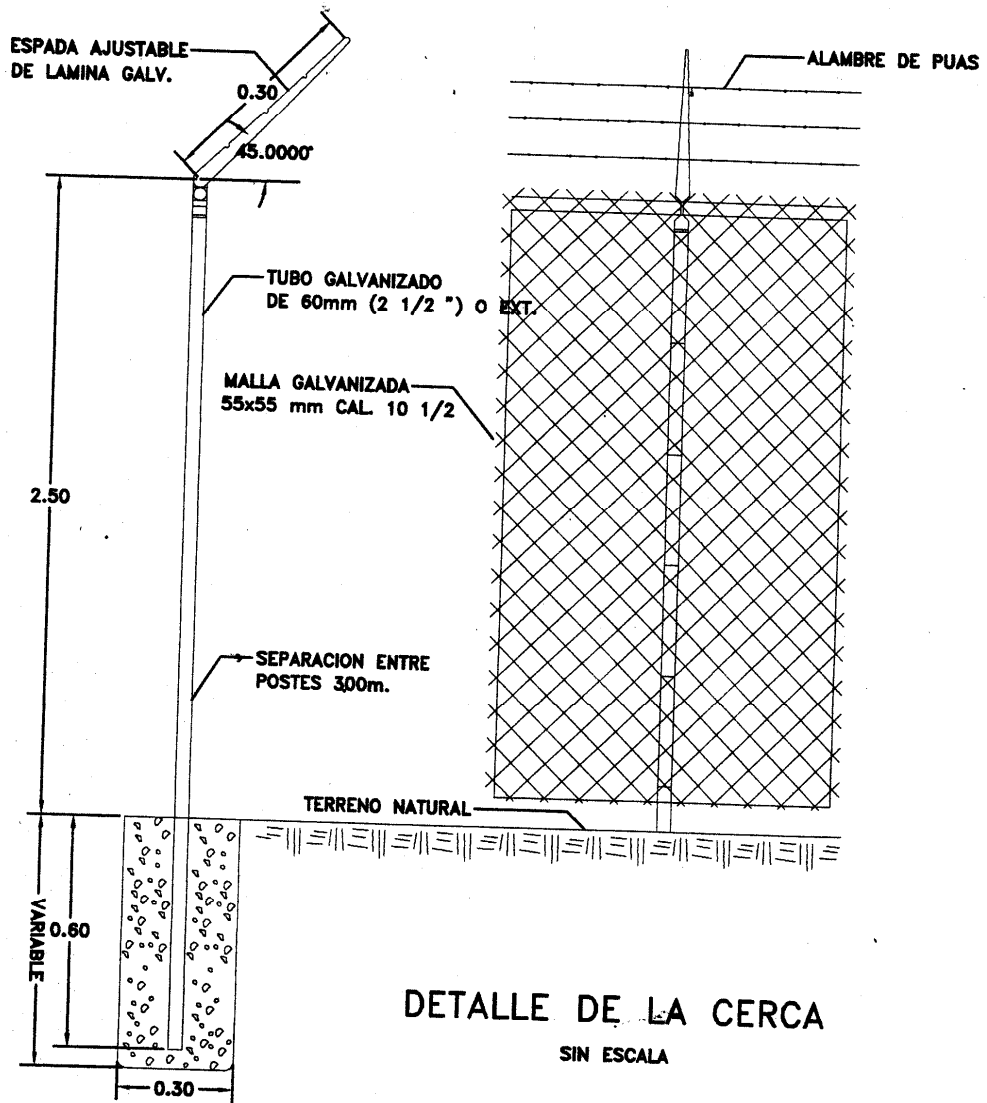 ESPADA AJUSTABLE
DE LAMINA GALV.
0.30
45.0000°
ALAMBRE DE PUAS
TUBO GALVANIZADO
DE 60mm (2 1/2 ") O EXT.
MALLA GALVANIZADA
55x55 mm CAL. 10 1/2
2.50
SEPARACION ENTRE
POSTES 3,00m.
TERRENO NATURAL
VARIABLE
0.60
0.30
DETALLE DE LA CERCA
SIN ESCALA